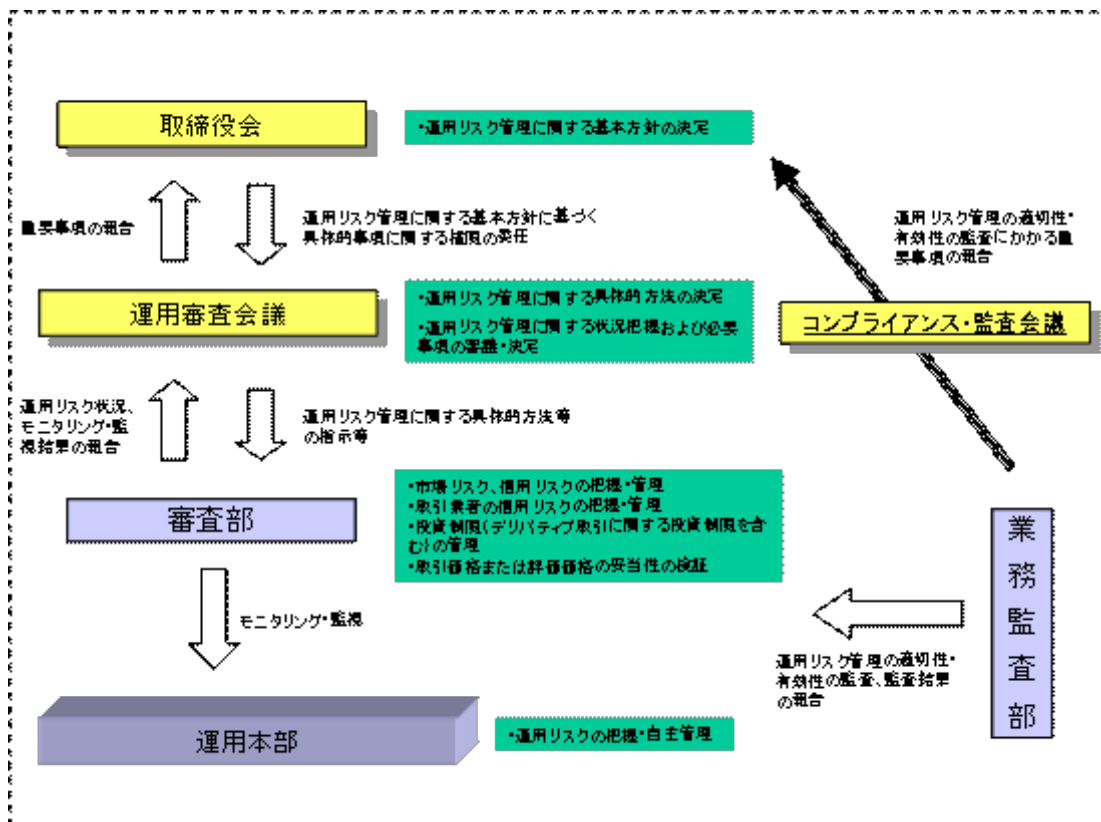 取締役会
・運用リスク管理に関する基本方針の決定
重要事項の報告
運用リスク管理に関する基本方針に基づく
具体的事項に関する権限の委任
運用リスク管理の適切性・
有効性の監査にかかる重
要事項の報告
運用審査会議
・運用リスク管理に関する具体的方法の決定
・運用リスク管理に関する状況把握および必要
事項の審議・決定
コンプライアンス・監査会議
運用リスク状況、
モニタリング・監
視結果の報告
運用リスク管理に関する具体的方法等
の指示等
審査部
・市場リスク、信用リスクの把握・管理
・取引業者の信用リスクの把握・管理
・投資制限(デリバティブ取引に関する投資制限を含
む)の管理
・取引価格または評価価格の妥当性の検証
業務監査部
モニタリング・監視
運用リスク管理の適切性・
有効性の監査、監査結果
の報告
運用本部
・運用リスクの把握・自主管理